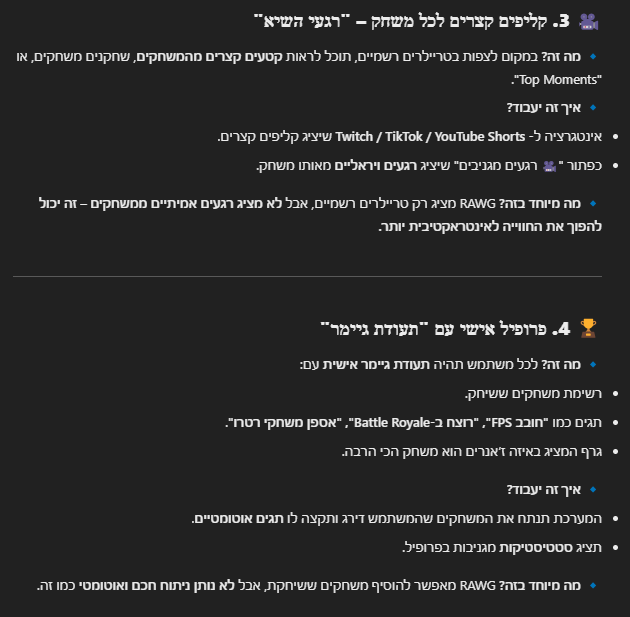 🎥 3. קליפים קצרים לכל משחק – "רגעי השיא"
🔹 מה זה? במקום לצפות בטריילרים רשמיים, תוכל לראות קטעים קצרים מהמשחקים, שחקנים משחקים, או
"Top Moments".
🔹 איך זה יעבוד?
• אינטגרציה ל- Twitch / TikTok / YouTube Shorts שיציג קליפים קצרים.
• כפתור "🎥 רגעים מגניבים" שיציג רגעים ויראליים מאותו משחק.
🔹 מה מיוחד בזה? RAWG מציג רק טריילרים רשמיים, אבל לא מציג רגעים אמיתיים ממשחקים – זה יכול
להפוך את החווייה לאינטראקטיבית יותר.
🏆 4. פרופיל אישי עם "תעודת גיימר"
🔹 מה זה? לכל משתמש תהיה תעודת גיימר אישית עם:
• רשימת משחקים ששיחק.
• תגים כמו "חובב FPS", "רוצח ב-Battle Royale", "אספן משחקי רטרו".
• גרף המציג באיזה ז'אנרים הוא משחק הכי הרבה.
🔹 איך זה יעבוד?
• המערכת תנתח את המשחקים שהמשתמש דירג ותקצה לו תגים אוטומטיים.
• תציג סטטיסטיקות מגניבות בפרופיל.
🔹 מה מיוחד בזה? RAWG מאפשר להוסיף משחקים ששיחקת, אבל לא נותן ניתוח חכם ואוטומטי כמו זה.